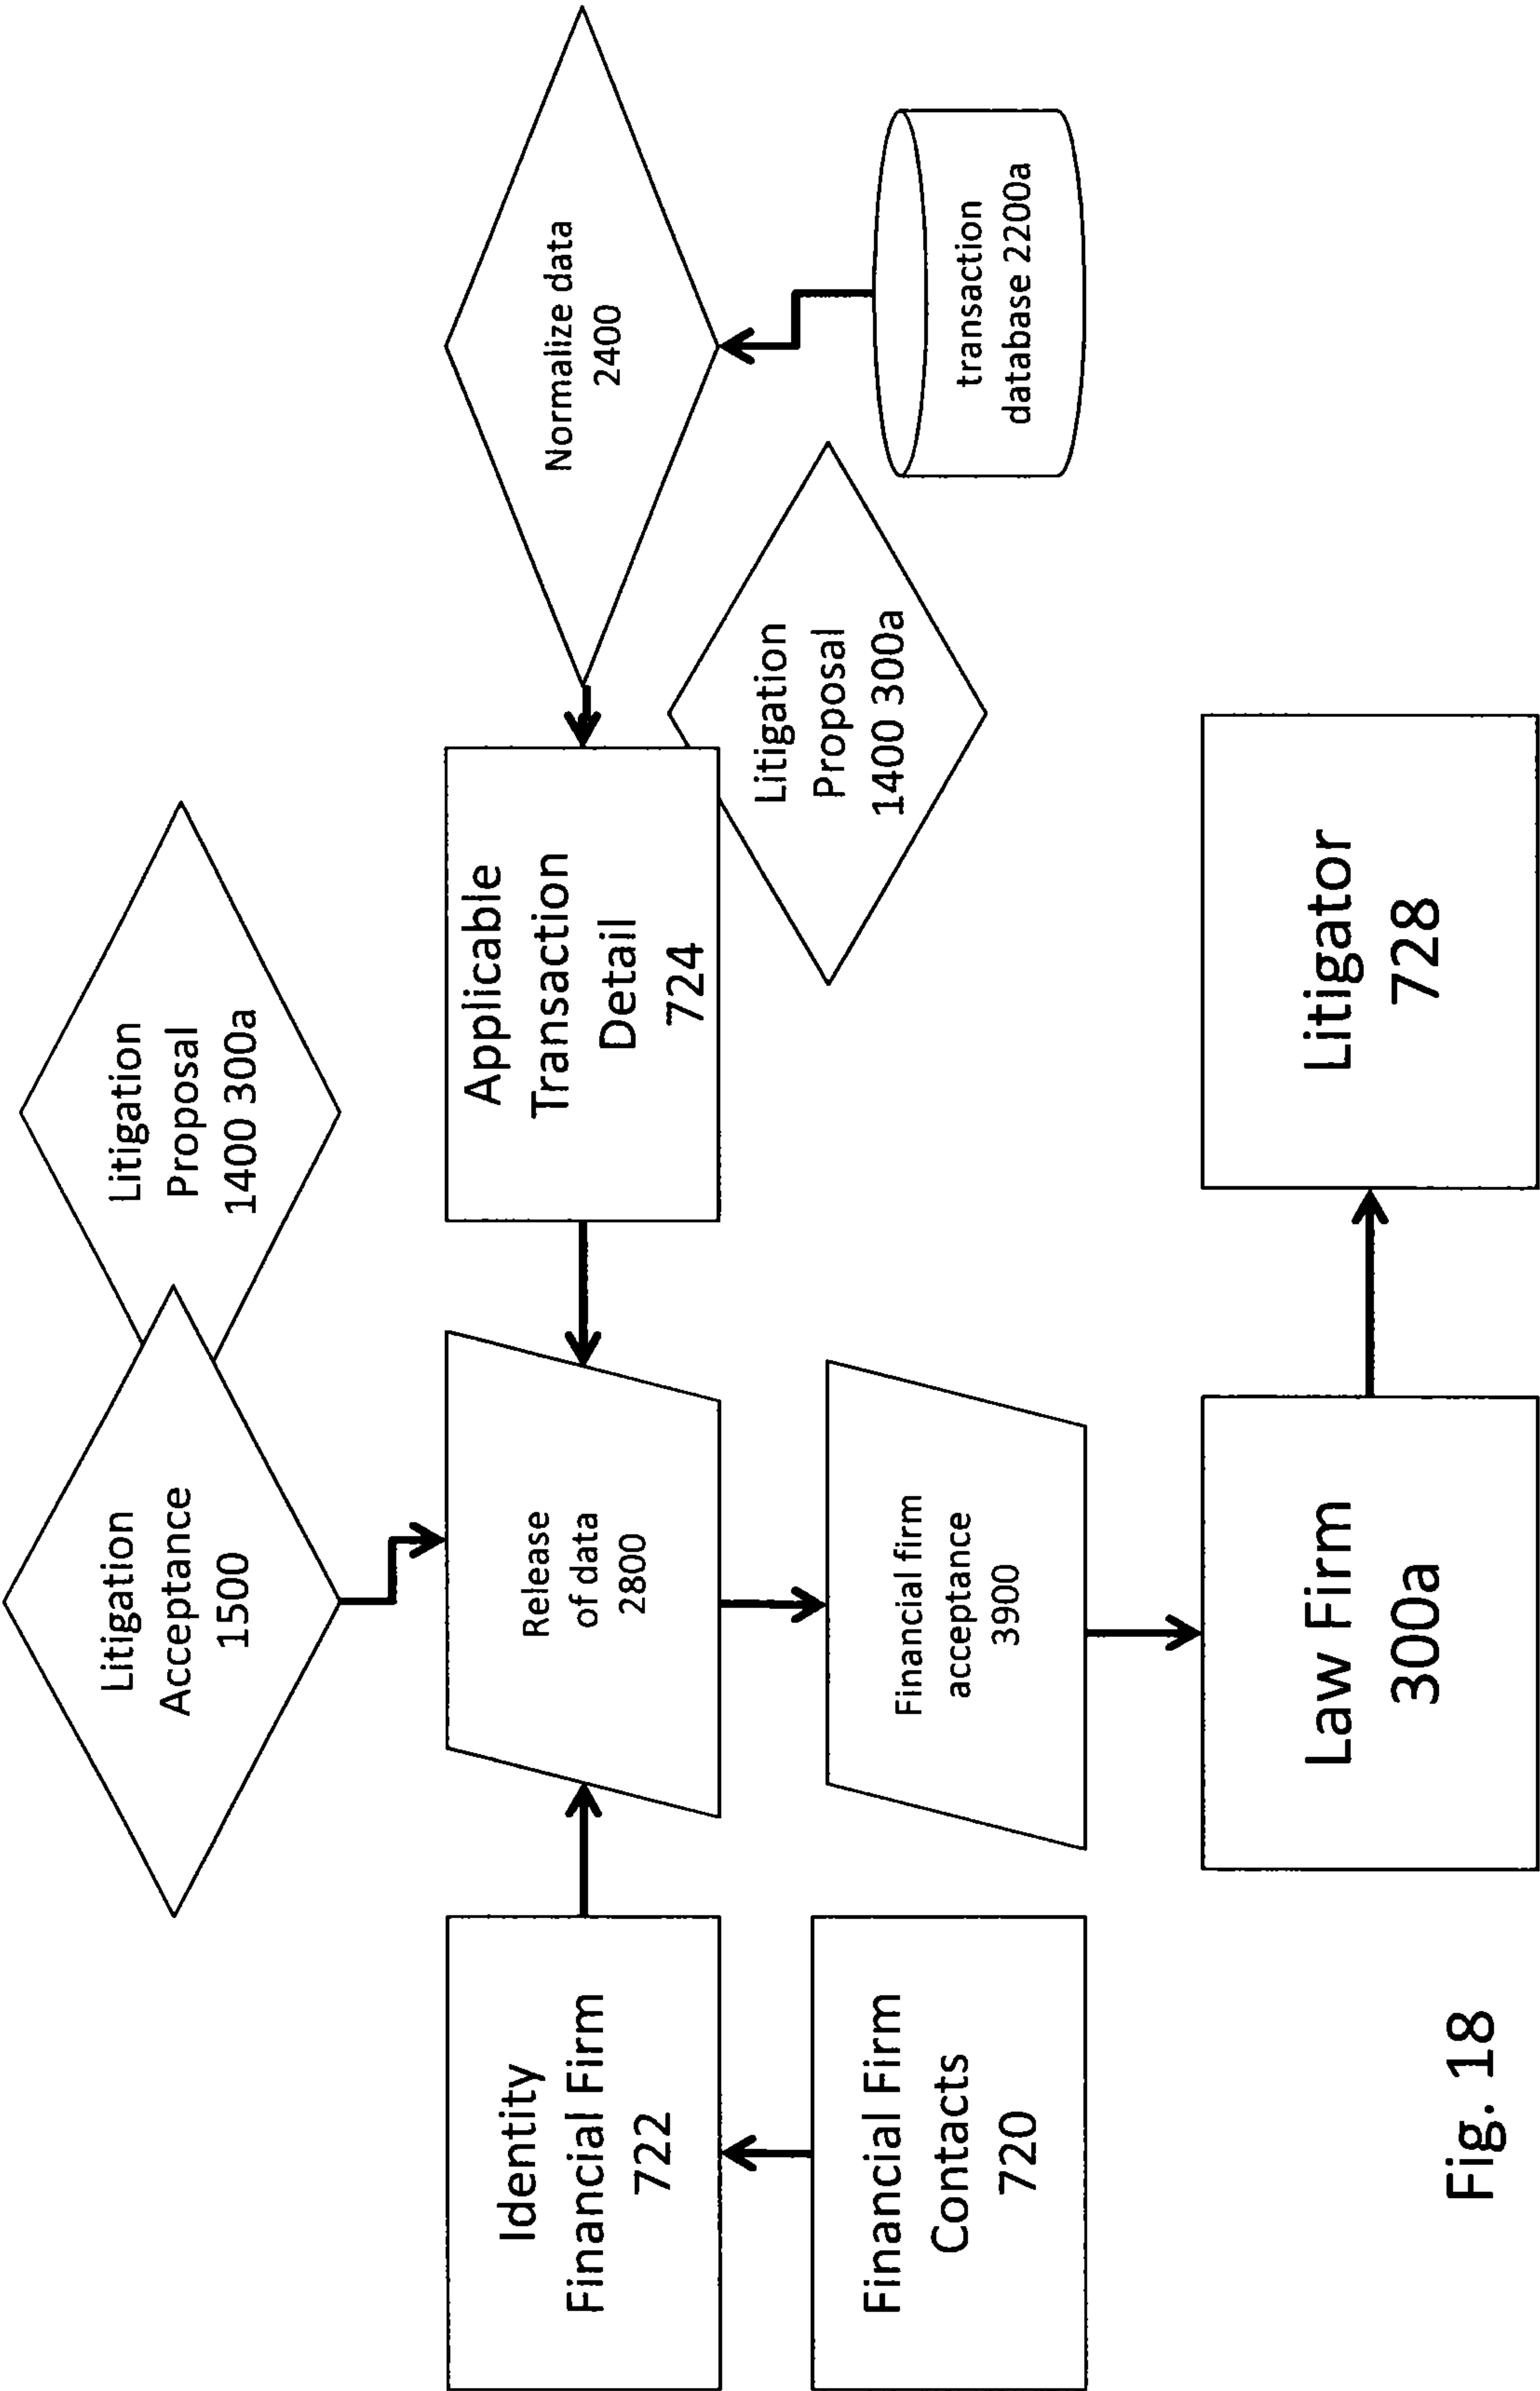 Litigation
Acceptance
1500
Litigation
Proposal
1400 300a
Identity
Financial Firm
722
Release
of data
2800
Applicable
Transaction
Detail
724
Normalize data
2400
Financial Firm
Contacts
720
Financial firm
acceptance
3900
Litigation
Proposal
1400 300a
transaction
database 2200a
Law Firm
300a
Litigator
728
Fig. 18